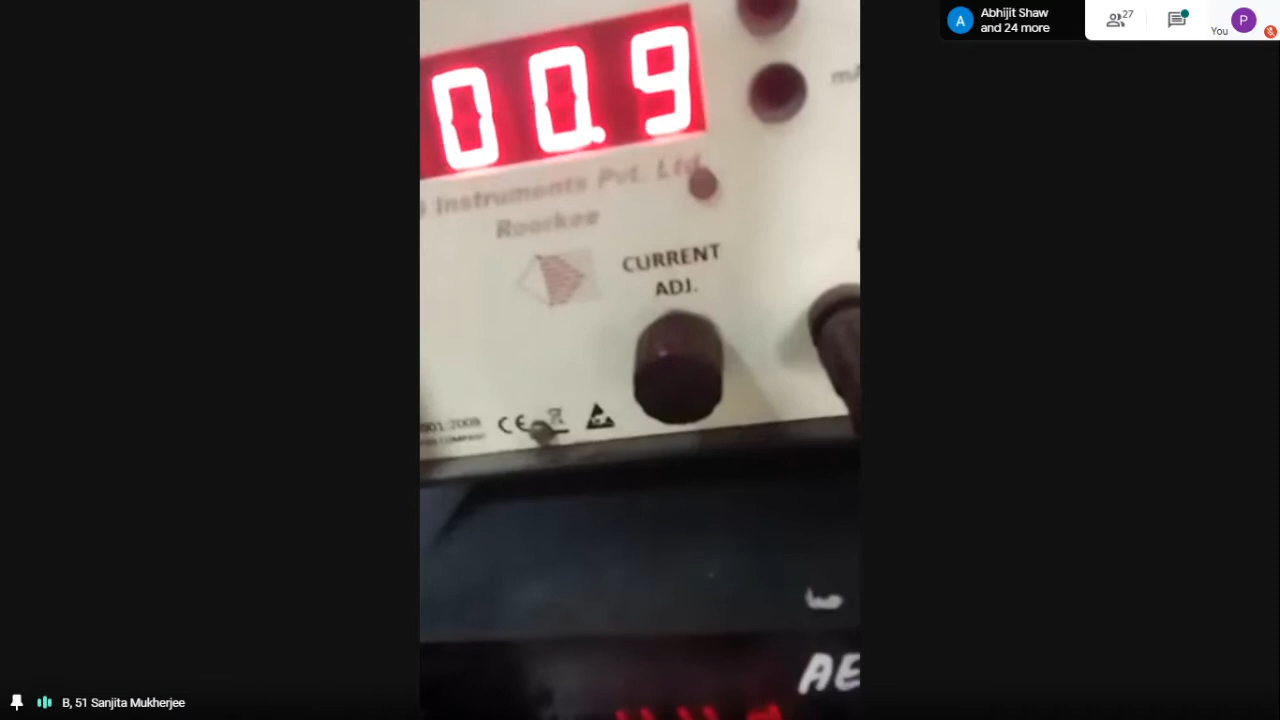 Abhijit Shaw
and 24 more
27
You
P
A
00.9
Instruments Pvt. Ltd.
Roorkee
CURRENT
ADJ.
CE
AE
B, 51 Sanjita Mukherjee